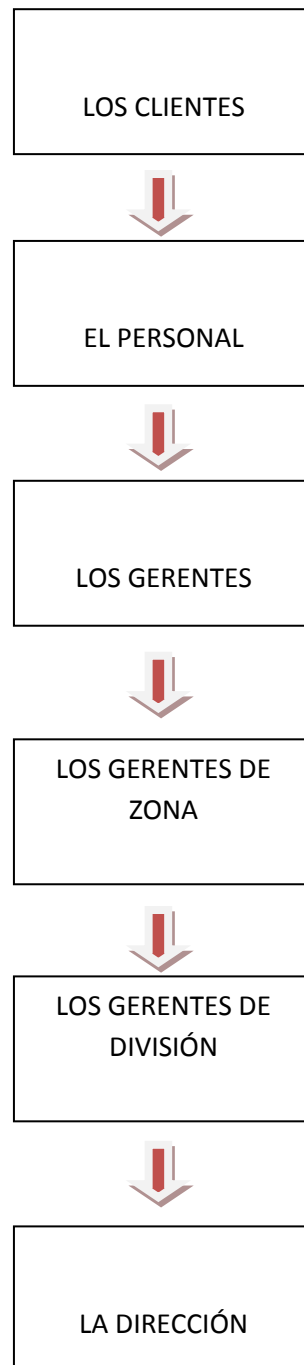 LOS CLIENTES
EL PERSONAL
LOS GERENTES
LOS GERENTES DE
ZONA
LOS GERENTES DE
DIVISIÓN
LA DIRECCIÓN